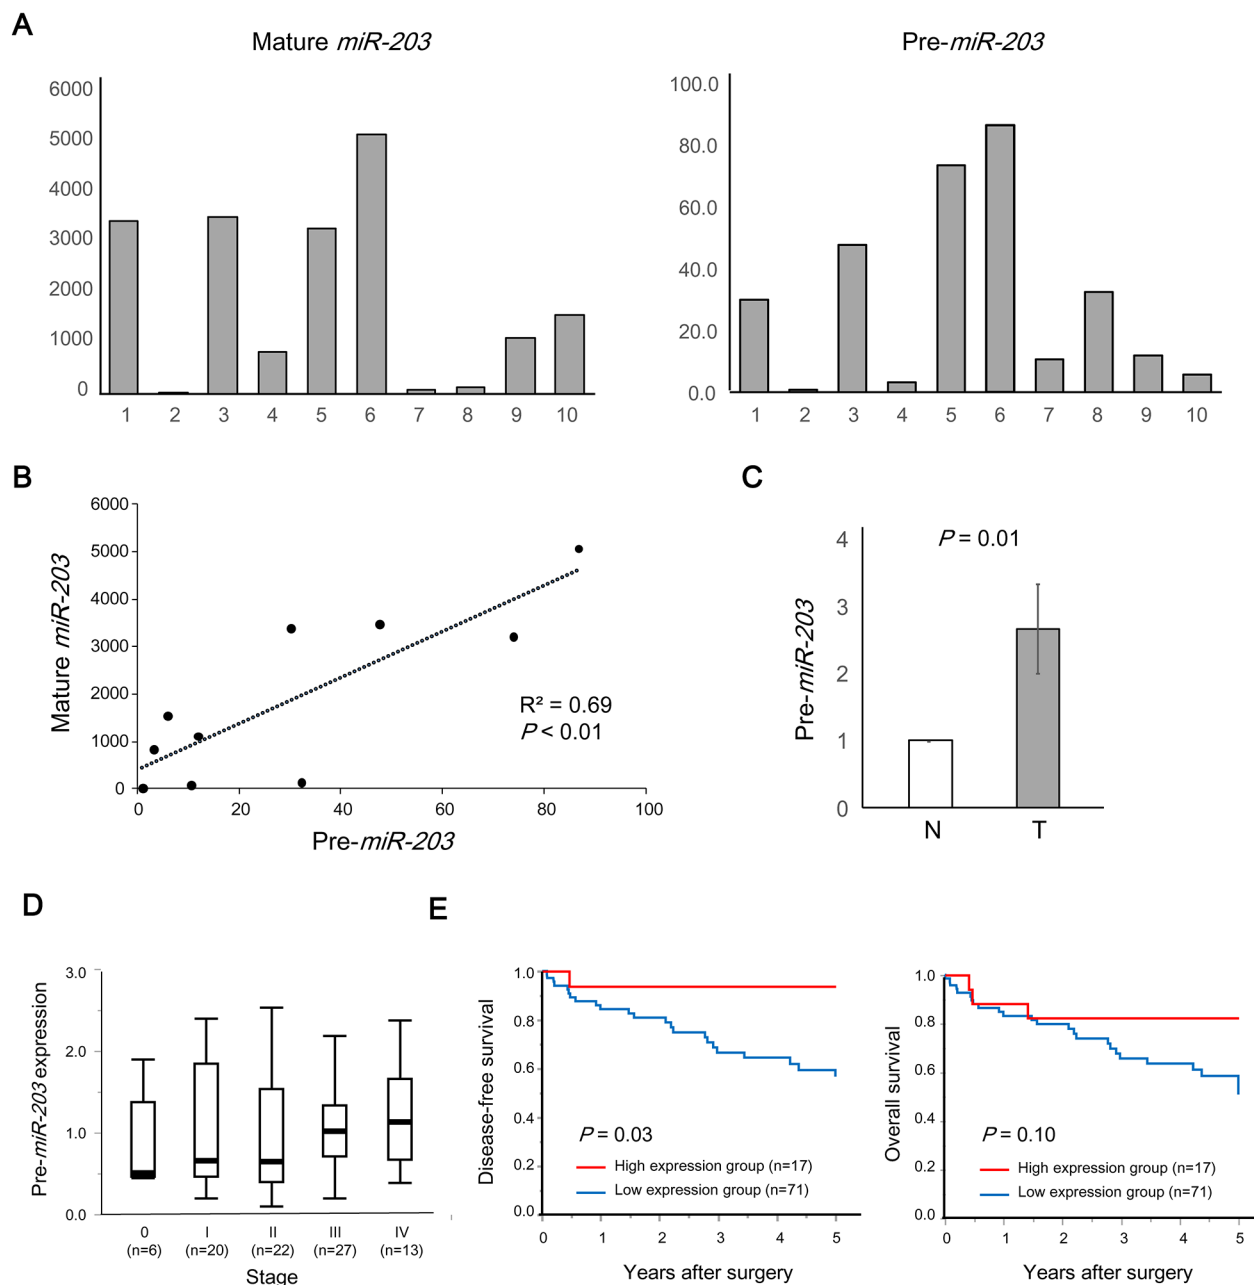 A
Mature miR-203
6000
5000
4000
3000
2000
1000
0
1 2 3 4 5 6 7 8 9 10
Pre-miR-203
100.0
80.0
60.0
40.0
20.0
0.0
1 2 3 4 5 6 7 8 9 10
B
Mature miR-203
6000
5000
4000
3000
2000
1000
0
R² = 0.69
P < 0.01
0 20 40 60 80 100
Pre-miR-203
C
Pre-miR-203
P = 0.01
4
3
2
1
0
N T
D
Pre-miR-203 expression
3.0
2.0
1.0
0.0
0 I II III IV
(n=6) (n=20) (n=22) (n=27) (n=13)
Stage
E
Disease-free survival
1.0
0.8
0.6
0.4
0.2
0
P = 0.03
High expression group (n=17)
Low expression group (n=71)
0 1 2 3 4 5
Years after surgery
Overall survival
1.0
0.8
0.6
0.4
0.2
0
P = 0.10
High expression group (n=17)
Low expression group (n=71)
0 1 2 3 4 5
Years after surgery